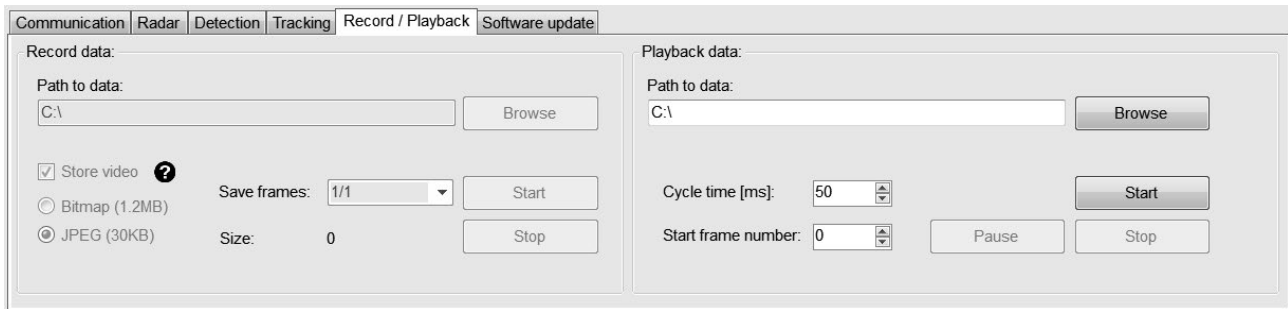 Communication Radar Detection Tracking Record / Playback Software update
Record data:
Path to data:
C:\
Browse
Store video ?
Bitmap (1.2MB)
JPEG (30KB)
Save frames: 1/1
Start
Size: 0
Stop
Playback data:
Path to data:
C:\
Browse
Cycle time [ms]: 50
Start
Start frame number: 0
Pause
Stop